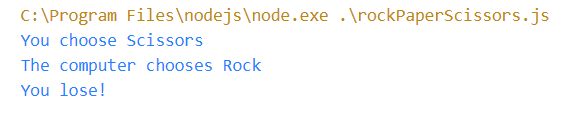 C:\Program Files\nodejs\node.exe .\rockPaperScissors.js
You choose Scissors
The computer chooses Rock
You lose!